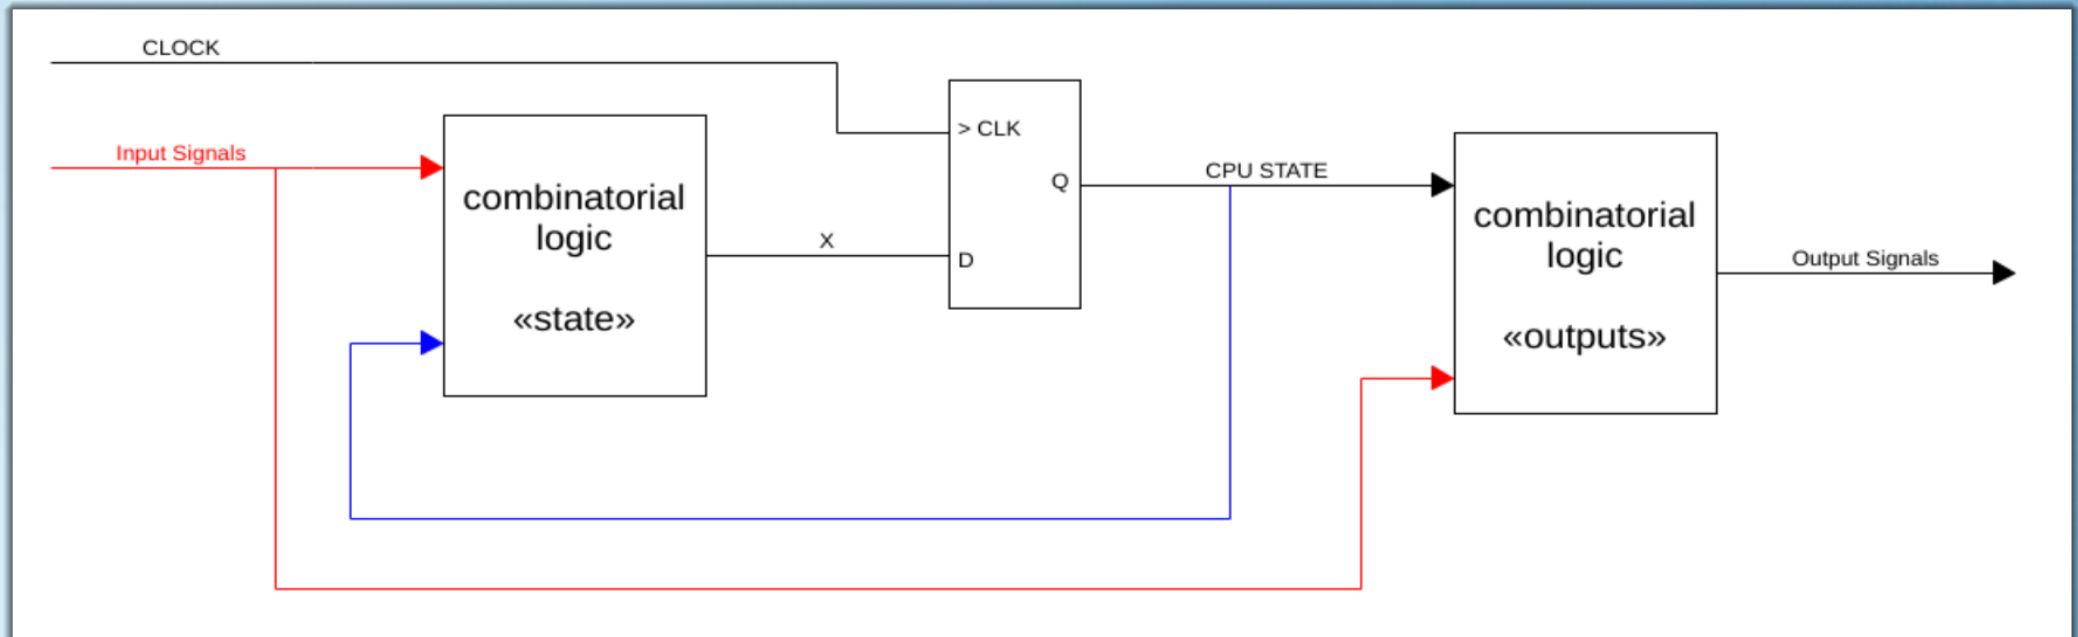 CLOCK
Input Signals
combinatorial
logic
«state»
X
> CLK
Q
D
CPU STATE
combinatorial
logic
«outputs»
Output Signals